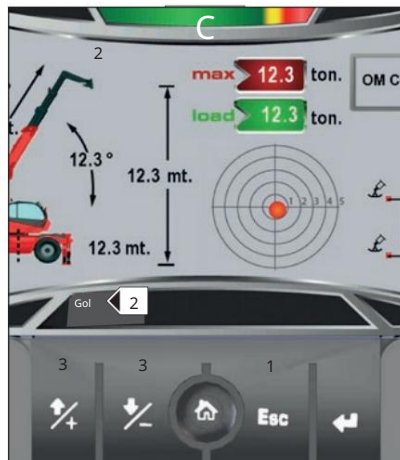 C
2
max 12.3 ton.
OM C
load 12.3 ton.
t.
12.3°
12.3 mt.
1 2 3 4 5
12.3 mt.
Gol 2
3 3 1
+ - Esc